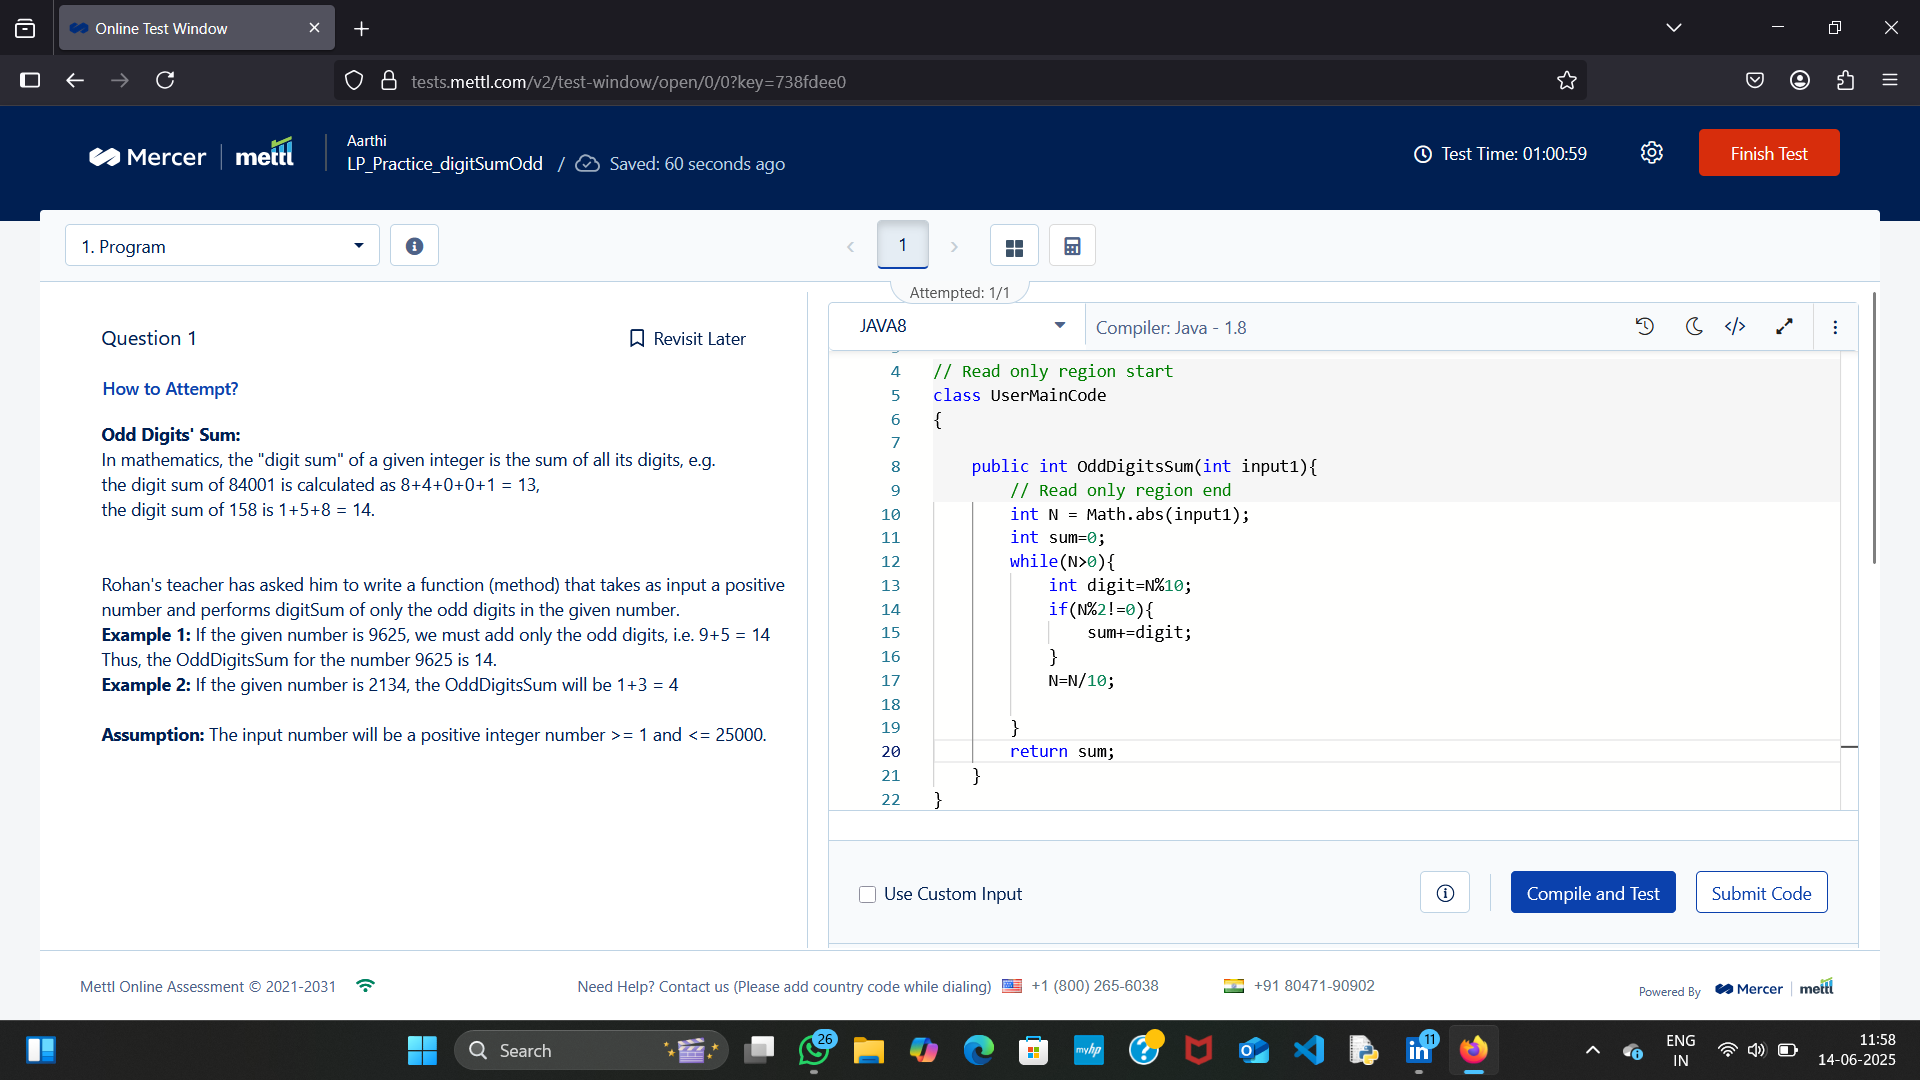 Online Test Window
tests.mettl.com/v2/test-window/open/0/0?key=738fdee0
Mercer mettl
Aarthi
LP_Practice_digitSumOdd / Saved: 60 seconds ago
Test Time: 01:00:59
Finish Test
1. Program
1
Attempted: 1/1
Question 1
Revisit Later
How to Attempt?
Odd Digits' Sum:
In mathematics, the "digit sum" of a given integer is the sum of all its digits, e.g.
the digit sum of 84001 is calculated as 8+4+0+0+1 = 13,
the digit sum of 158 is 1+5+8 = 14.
Rohan's teacher has asked him to write a function (method) that takes as input a positive
number and performs digitSum of only the odd digits in the given number.
Example 1: If the given number is 9625, we must add only the odd digits, i.e. 9+5 = 14
Thus, the OddDigitsSum for the number 9625 is 14.
Example 2: If the given number is 2134, the OddDigitsSum will be 1+3 = 4
Assumption: The input number will be a positive integer number >= 1 and <= 25000.
JAVA8
Compiler: Java - 1.8
4 // Read only region start
5 class UserMainCode
6 {
7
8 public int OddDigitsSum(int input1){
9 // Read only region end
10 int N = Math.abs(input1);
11 int sum=0;
12 while(N>0){
13 int digit=N%10;
14 if(N%2!=0){
15 sum+=digit;
16 }
17 N=N/10;
18
19 }
20 return sum;
21 }
22 }
Use Custom Input
Compile and Test
Submit Code
Mettl Online Assessment © 2021-2031
Need Help? Contact us (Please add country code while dialing) +1 (800) 265-6038 +91 80471-90902
Powered By Mercer mettl
Search
26
myhp
11
ENG
IN
11:58
14-06-2025